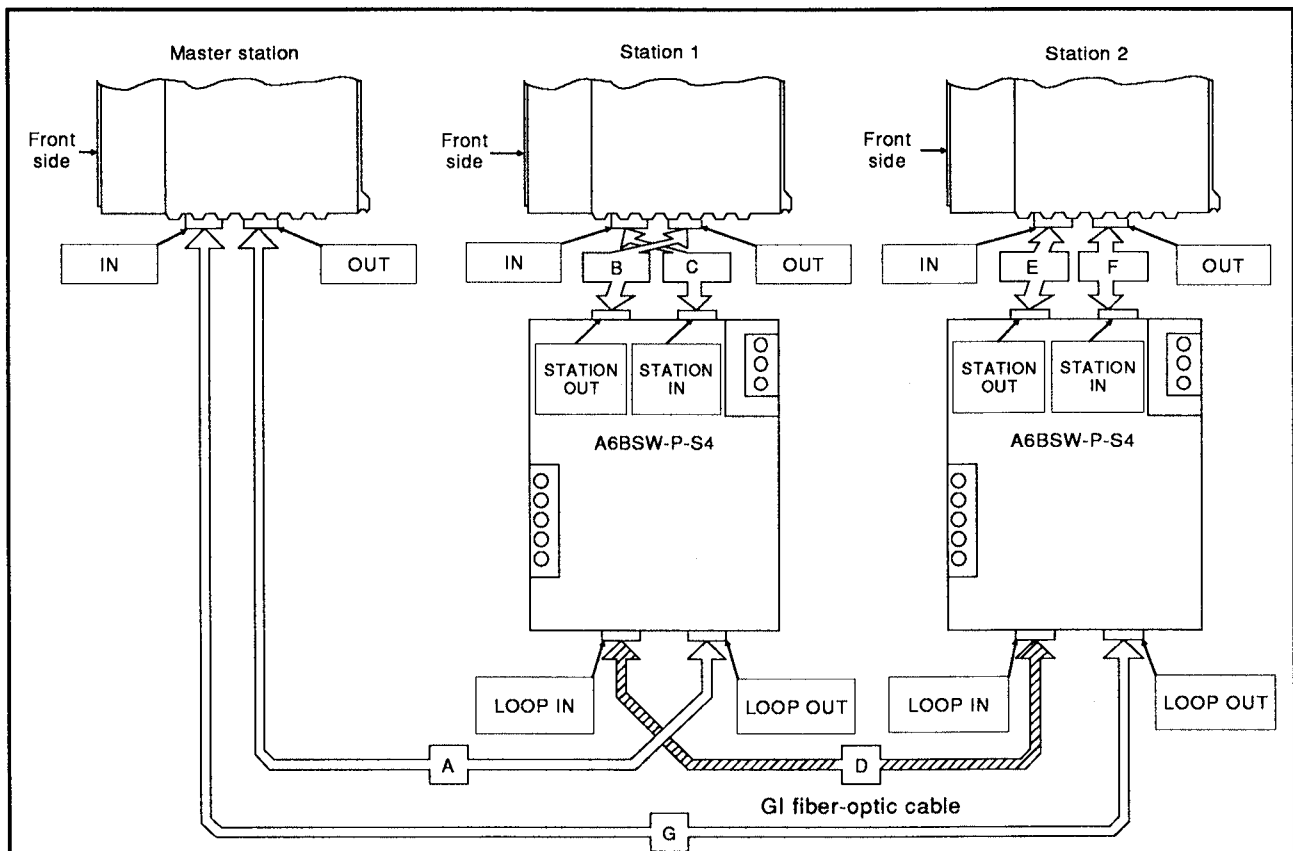 Master station
Station 1
Station 2
Front
side
Front
side
Front
side
IN
OUT
IN
B
C
OUT
IN
E
F
OUT
STATION
OUT
STATION
IN
STATION
OUT
STATION
IN
A6BSW-P-S4
A6BSW-P-S4
LOOP IN
LOOP OUT
LOOP IN
LOOP OUT
A
D
GI fiber-optic cable
G